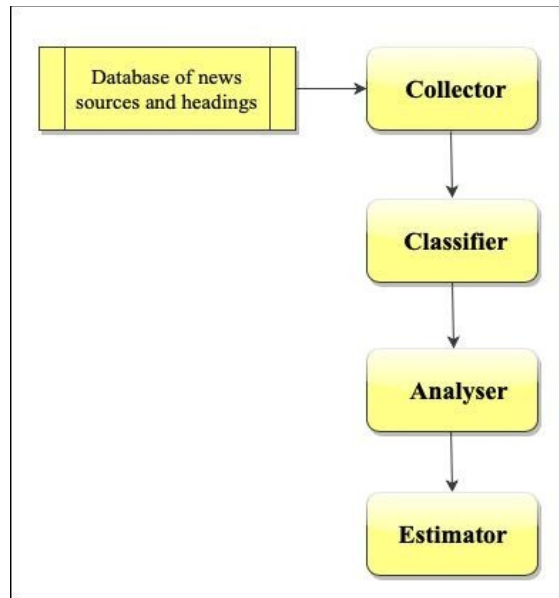 Database of news
sources and headings
Collector
Classifier
Analyser
Estimator